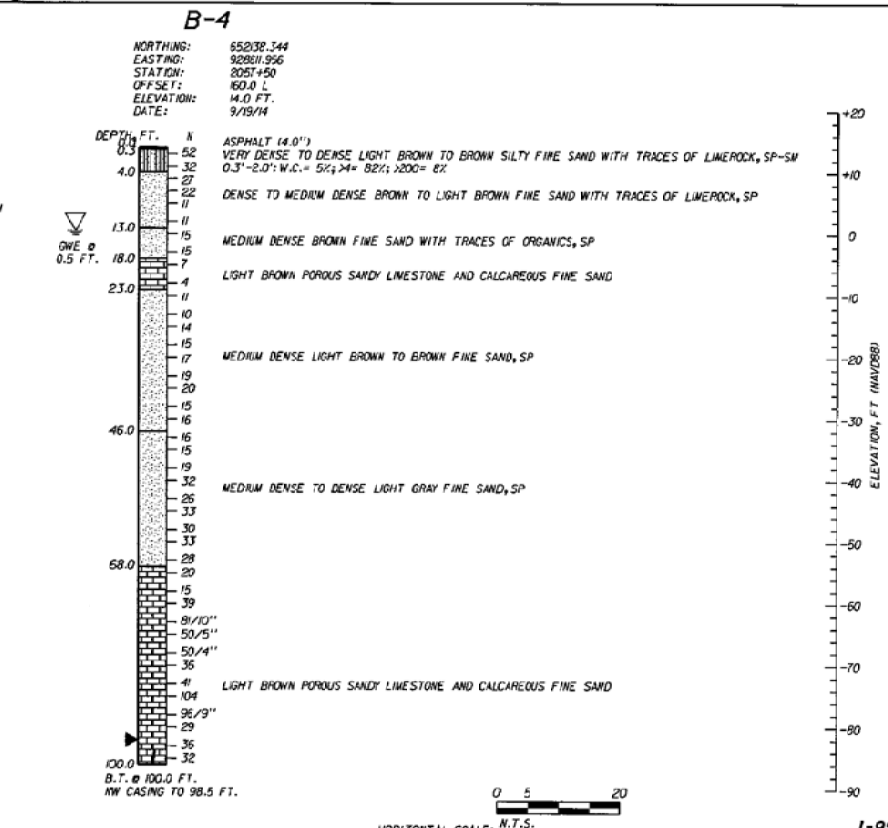 B-4
NORTHING: 652138.344
EASTING: 928611.956
STATION: 2057+50
OFFSET: 160.0 L
ELEVATION: 14.0 FT.
DATE: 9/19/14
DEPTH, FT. N
0.0
0.3
ASPHALT (4.0")
52
VERY DENSE TO DENSE LIGHT BROWN TO BROWN SILTY FINE SAND WITH TRACES OF LIMEROCK, SP-SM
0.3'-2.0': W.C.= 5%; >4= 82%; >200= 8%
32
4.0
27
22
DENSE TO MEDIUM DENSE BROWN TO LIGHT BROWN FINE SAND WITH TRACES OF LIMEROCK, SP
11
11
13.0
15
MEDIUM DENSE BROWN FINE SAND WITH TRACES OF ORGANICS, SP
GWE @
0.5 FT.
15
18.0
7
LIGHT BROWN POROUS SANDY LIMESTONE AND CALCAREOUS FINE SAND
4
23.0
11
10
14
15
17
MEDIUM DENSE LIGHT BROWN TO BROWN FINE SAND, SP
19
20
15
16
46.0
16
15
19
32
MEDIUM DENSE TO DENSE LIGHT GRAY FINE SAND, SP
26
33
30
33
28
58.0
20
15
39
81/10"
50/5"
50/4"
36
41
LIGHT BROWN POROUS SANDY LIMESTONE AND CALCAREOUS FINE SAND
104
96/9"
29
36
32
100.0
B.T. @ 100.0 FT.
NW CASING TO 98.5 FT.
+20
+10
0
-10
-20
-30
-40
-50
-60
-70
-80
-90
ELEVATION, FT (NAVD88)
0 5 20
HORIZONTAL SCALE: N.T.S.